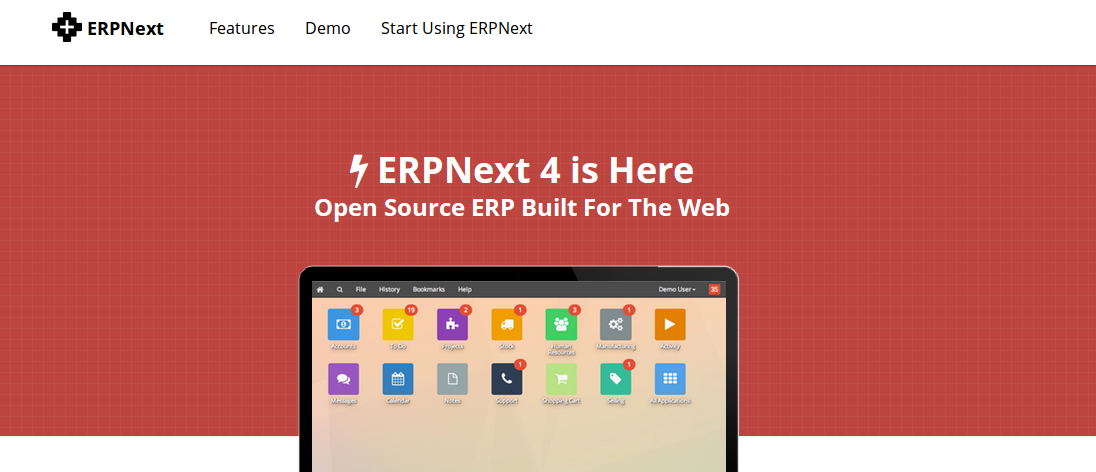 ERPNext Features Demo Start Using ERPNext
ERPNext 4 is Here
Open Source ERP Built For The Web
File History Bookmarks Help Demo User 35
3 19 2 1 3 1
Accounts To Do Projects Stock Human Resources Manufacturing Activity
1 1
Messages Calendar Notes Support Shopping Cart Selling All Applications